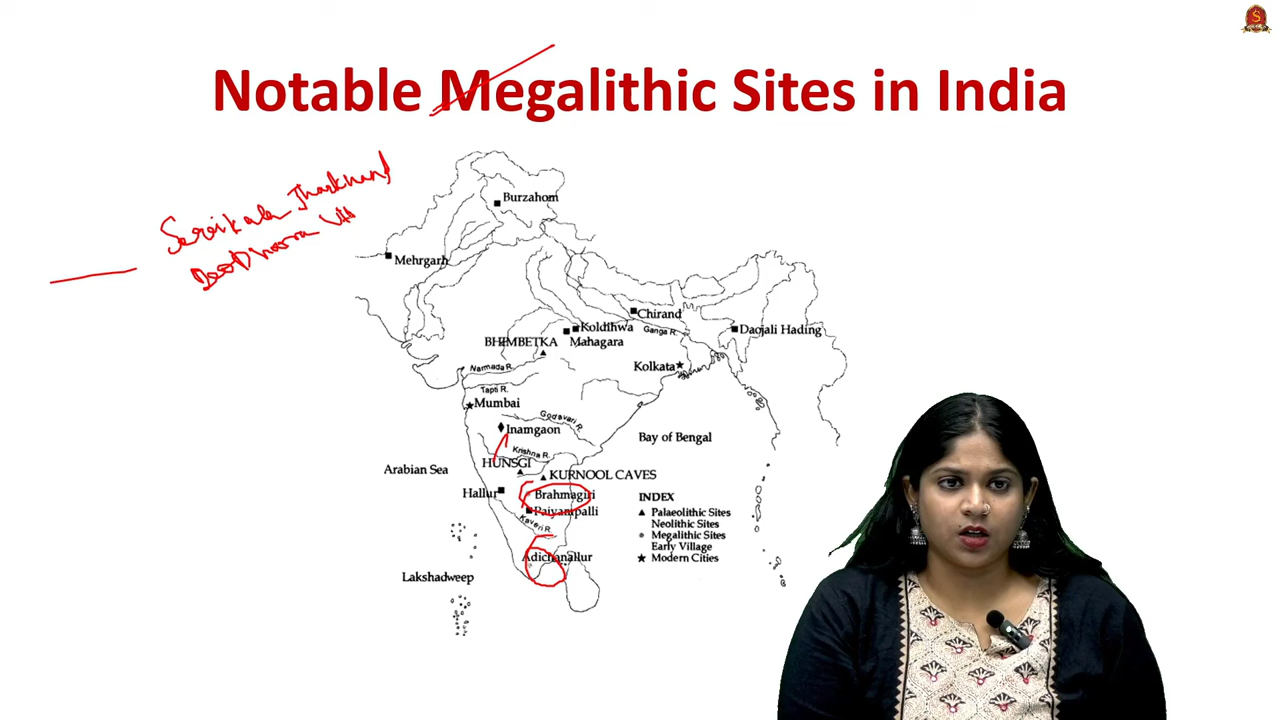 Notable Megalithic Sites in India
Seraikala Jharkhand
Burzahom
Mehrgarh
Chirand
Koldihwa
Ganga R.
Daojali Hading
BHIMBETKA
Mahagara
Kolkata
Narmada R.
Tapti R.
Mumbai
Godavari R.
Inamgaon
Bay of Bengal
Krishna R.
HUNSGI
Arabian Sea
KURNOOL CAVES
Hallur
Brahmagiri
INDEX
Paiyampalli
Palaeolithic Sites
Neolithic Sites
Kaveri R.
Megalithic Sites
Early Village
Adichanallur
Modern Cities
Lakshadweep